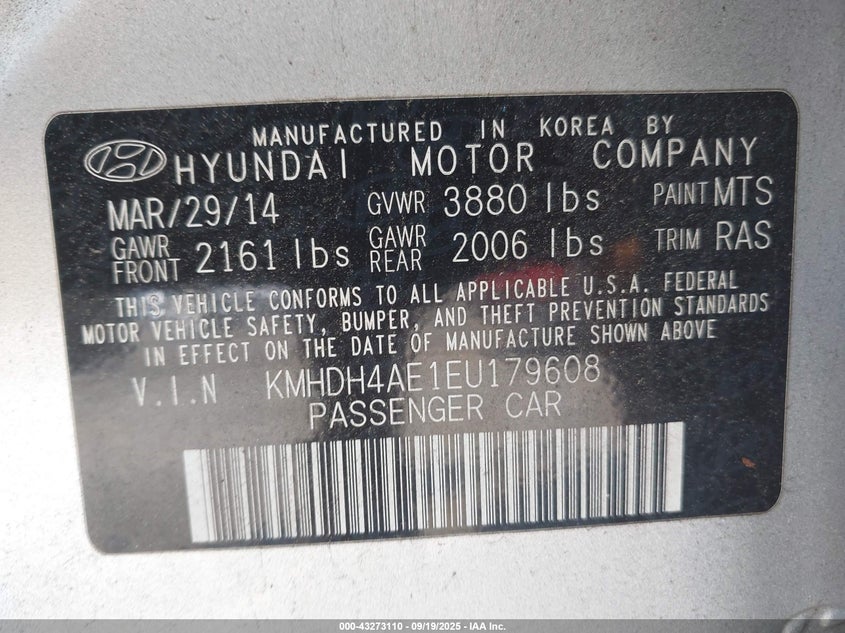 MANUFACTURED IN KOREA BY
HYUNDAI MOTOR COMPANY
MAR/29/14 GVWR 3880 lbs PAINT MTS
GAWR FRONT 2161 lbs GAWR REAR 2006 lbs TRIM RAS
THIS VEHICLE CONFORMS TO ALL APPLICABLE U.S.A. FEDERAL
MOTOR VEHICLE SAFETY, BUMPER, AND THEFT PREVENTION STANDARDS
IN EFFECT ON THE DATE OF MANUFACTURE SHOWN ABOVE
V.I.N KMHDH4AE1EU179608
PASSENGER CAR
000-43273110 - 09/19/2025 - IAA Inc.